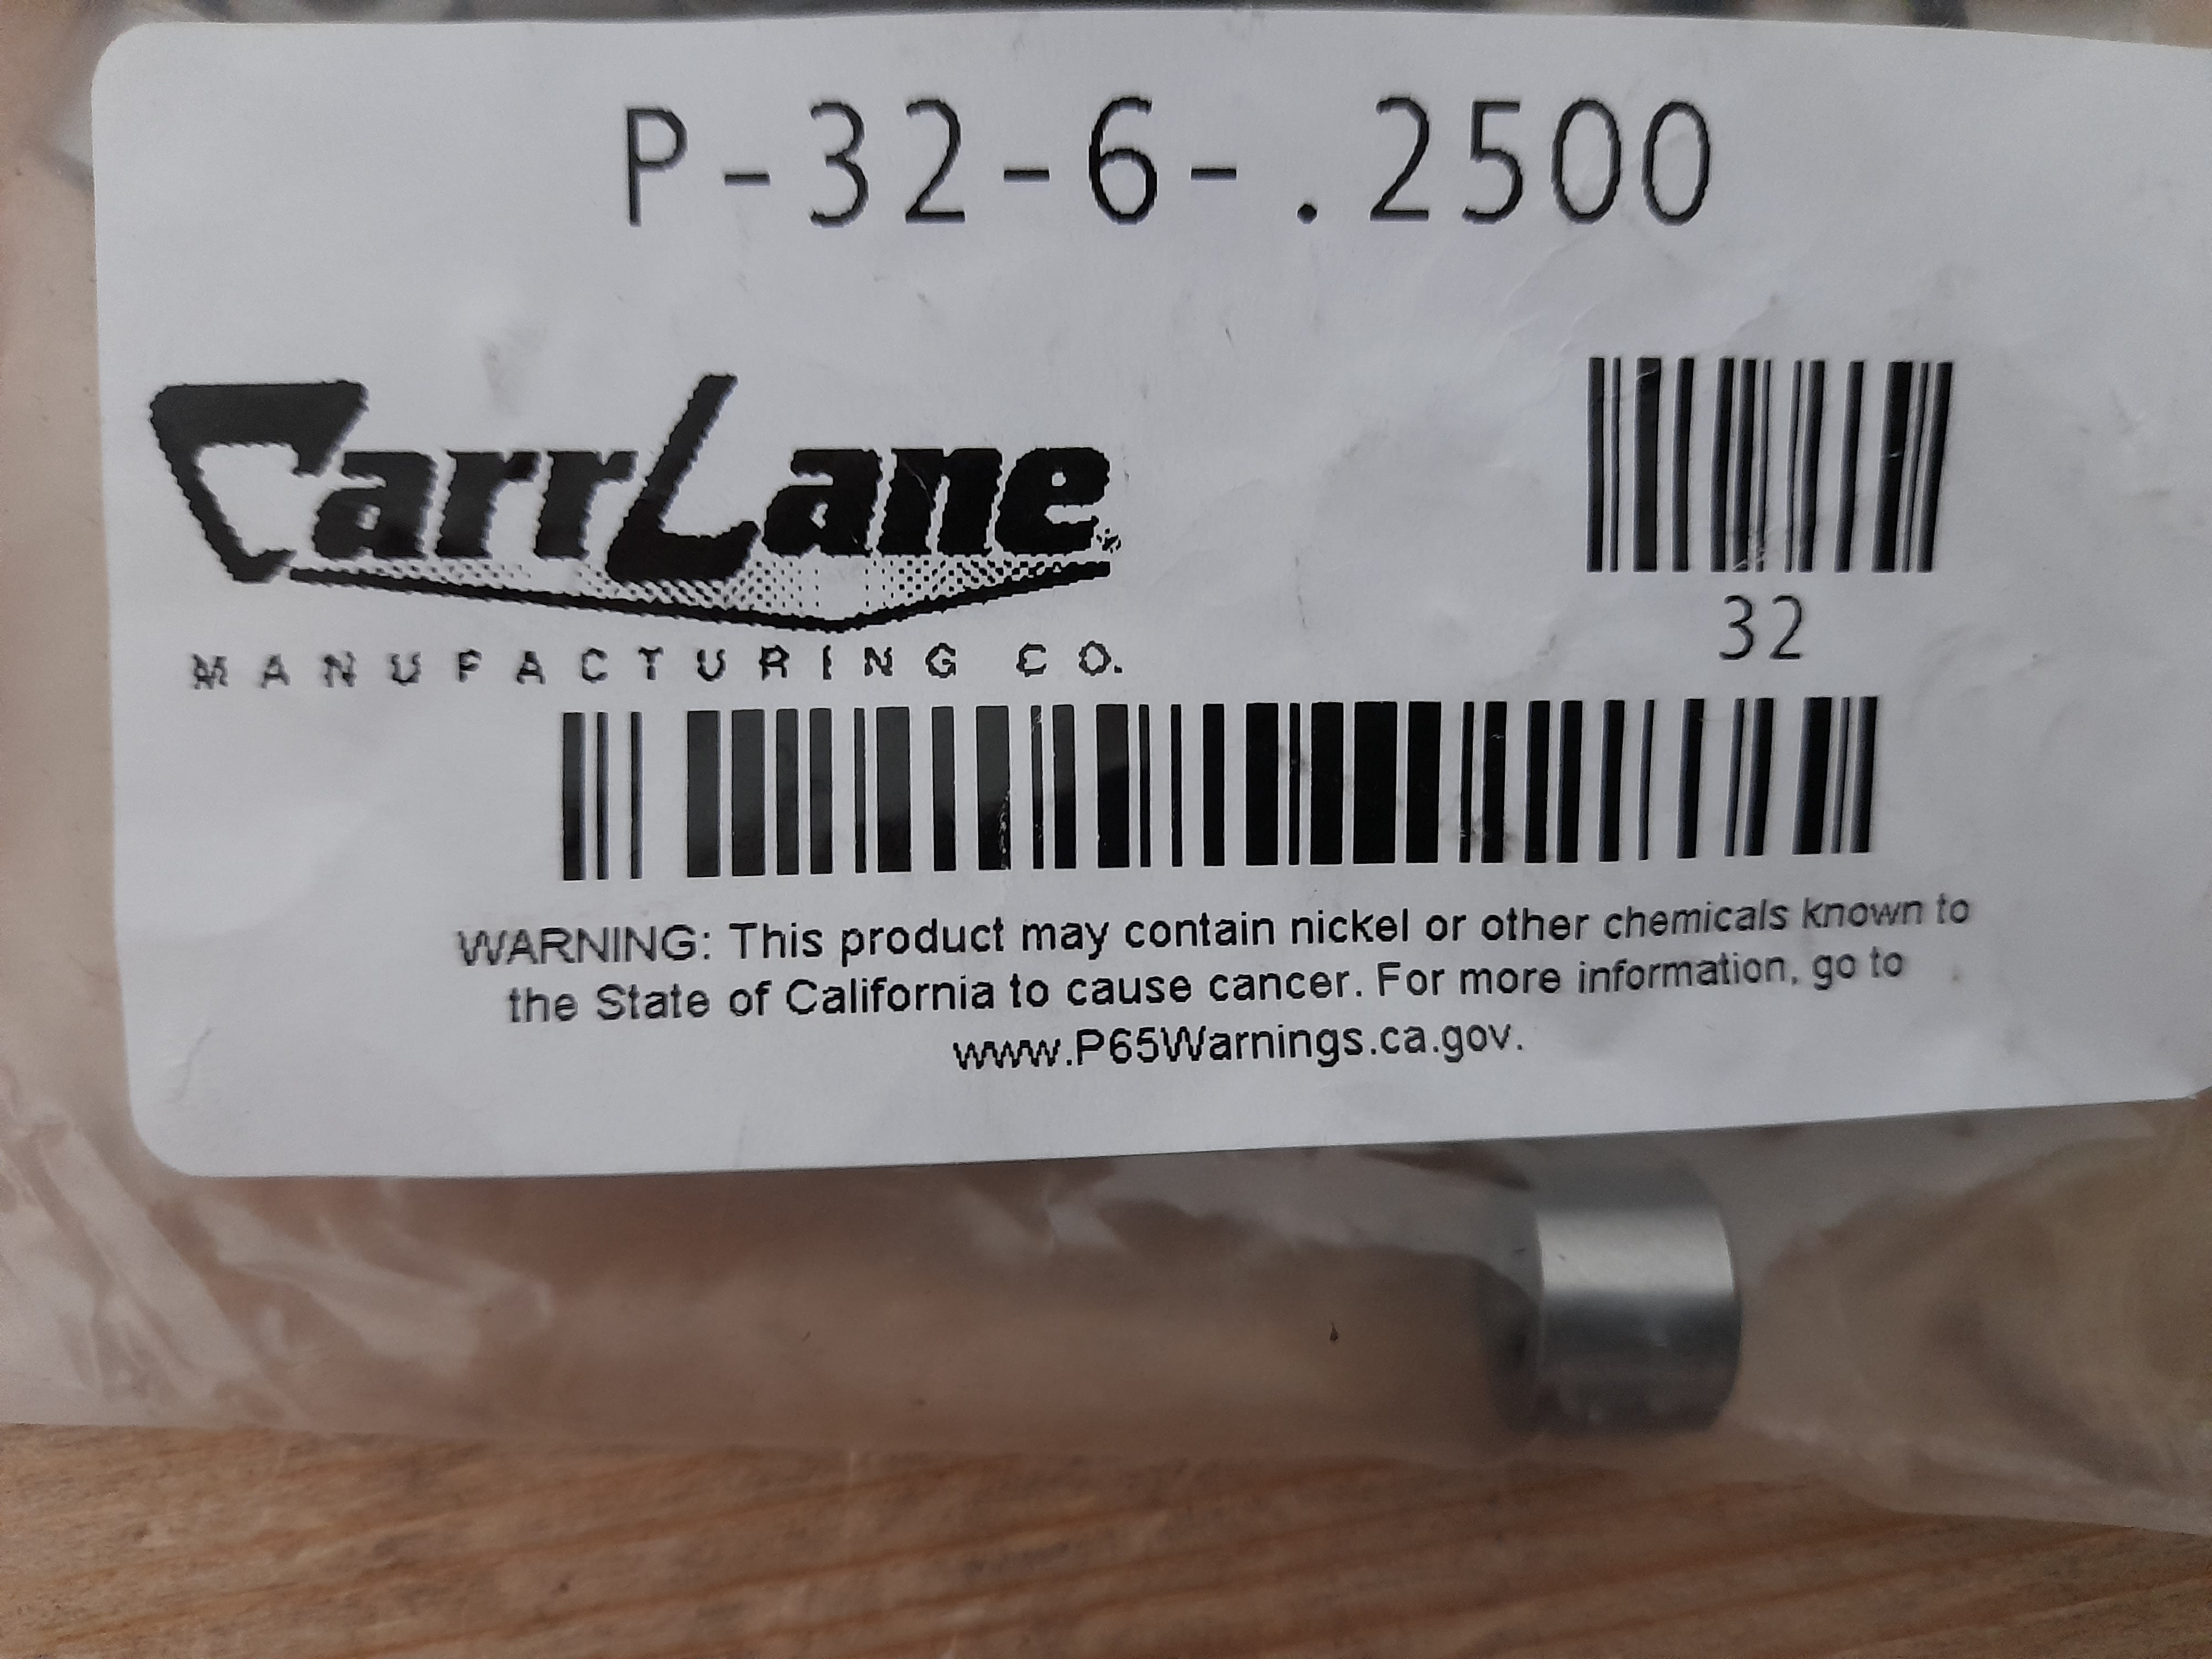 P-32-6-.2500
CarrLane
MANUFACTURING CO.
32
WARNING: This product may contain nickel or other chemicals known to
the State of California to cause cancer. For more information, go to
www.P65Warnings.ca.gov.